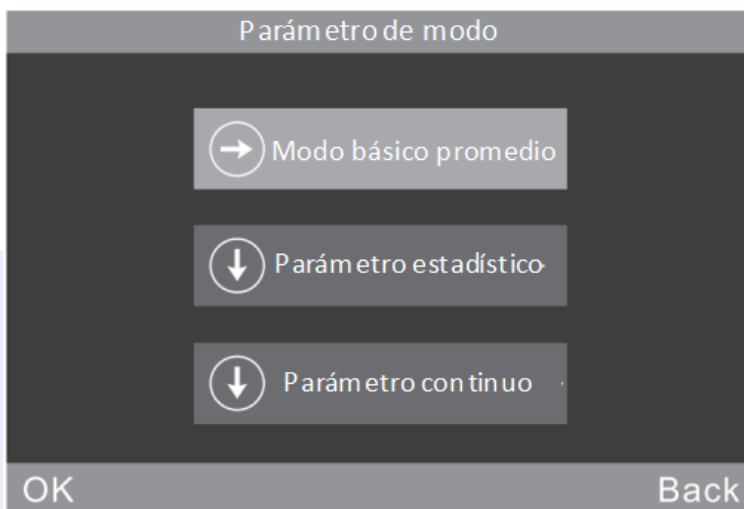 Parámetro de modo
Modo básico promedio
Parámetro estadístico
Parámetro continuo
OK
Back